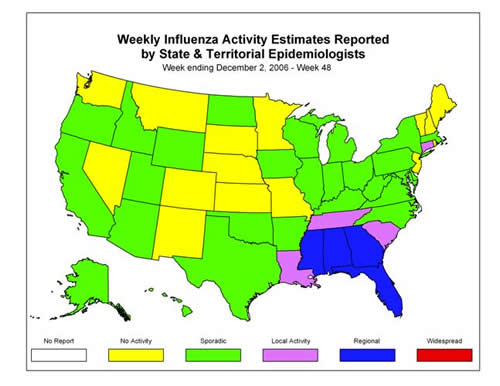 Weekly Influenza Activity Estimates Reported
by State & Territorial Epidemiologists
Week ending December 2, 2006 - Week 48
No Report No Activity Sporadic Local Activity Regional Widespread